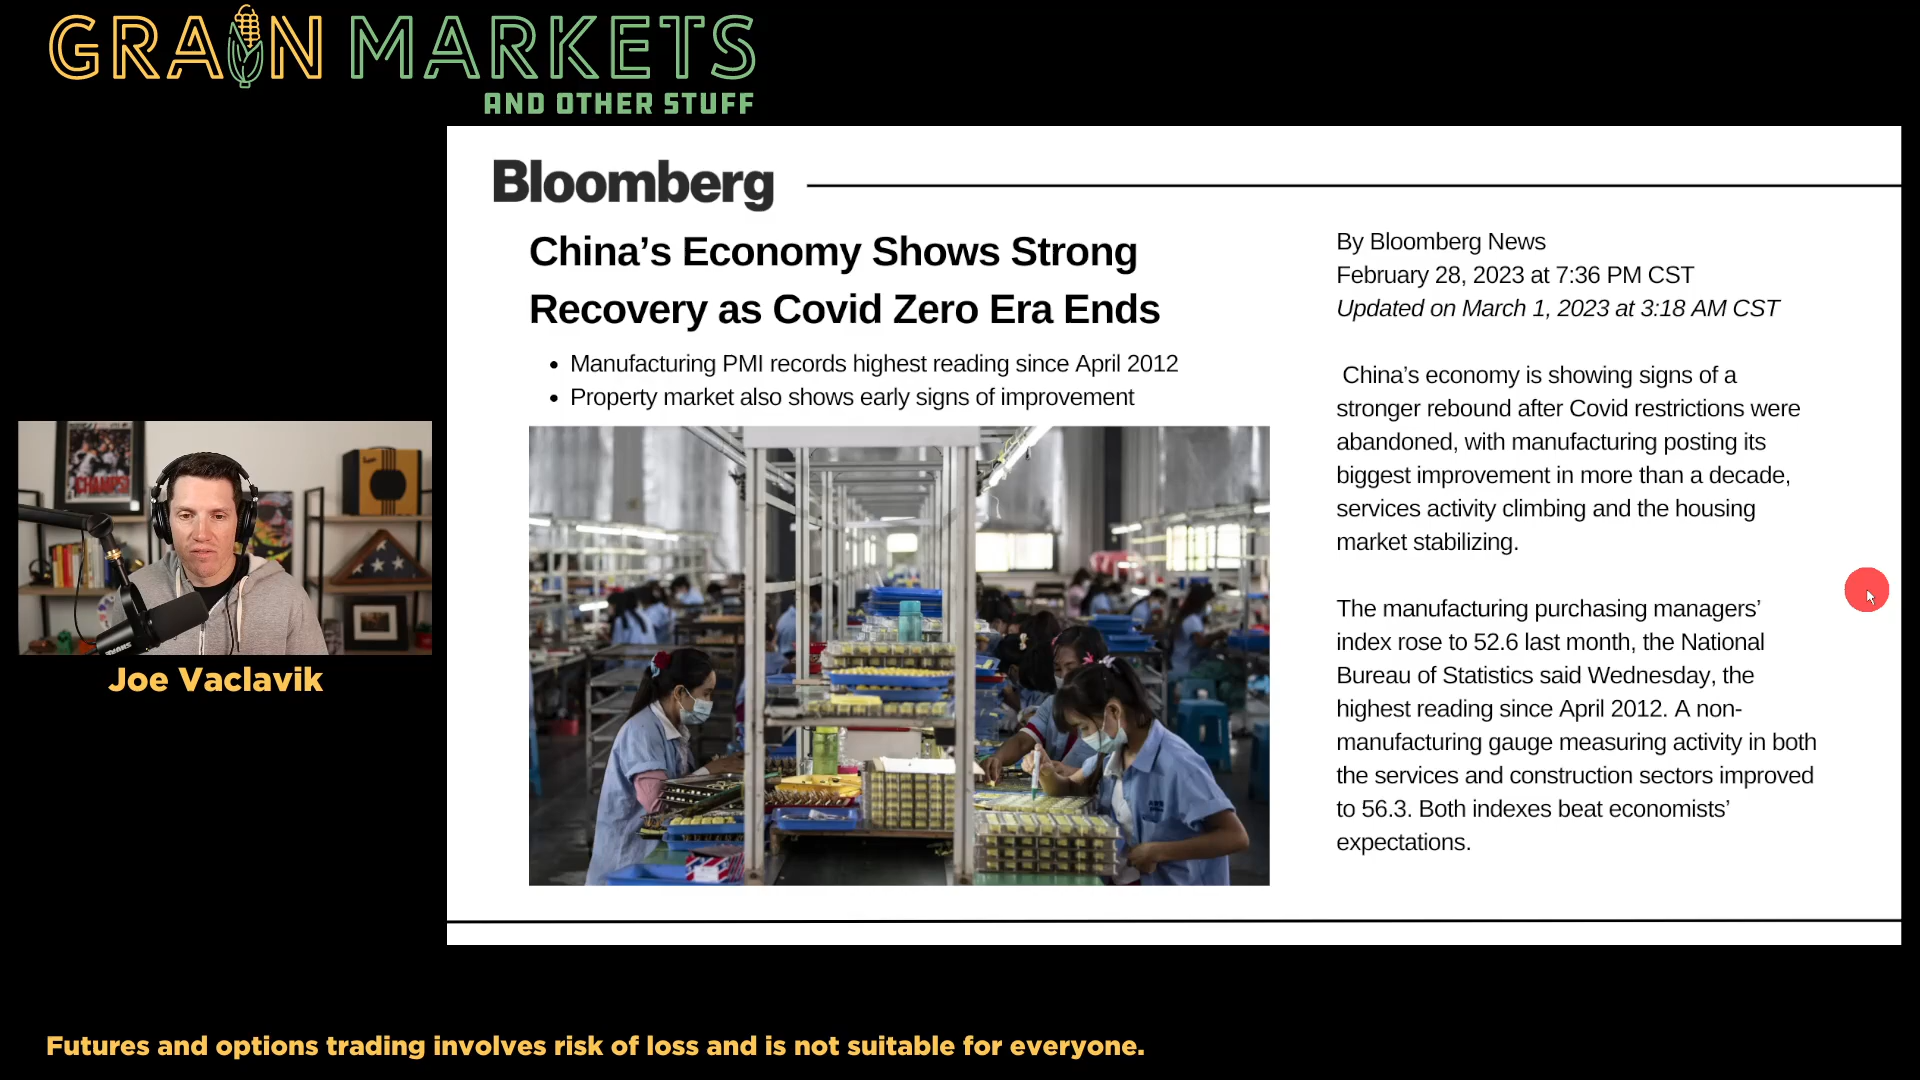 GRAIN MARKETS
AND OTHER STUFF
Bloomberg
China’s Economy Shows Strong
Recovery as Covid Zero Era Ends
• Manufacturing PMI records highest reading since April 2012
• Property market also shows early signs of improvement
By Bloomberg News
February 28, 2023 at 7:36 PM CST
Updated on March 1, 2023 at 3:18 AM CST
China’s economy is showing signs of a
stronger rebound after Covid restrictions were
abandoned, with manufacturing posting its
biggest improvement in more than a decade,
services activity climbing and the housing
market stabilizing.
The manufacturing purchasing managers’
index rose to 52.6 last month, the National
Bureau of Statistics said Wednesday, the
highest reading since April 2012. A non-
manufacturing gauge measuring activity in both
the services and construction sectors improved
to 56.3. Both indexes beat economists’
expectations.
CHAMPS!
SHURE
Joe Vaclavik
Futures and options trading involves risk of loss and is not suitable for everyone.